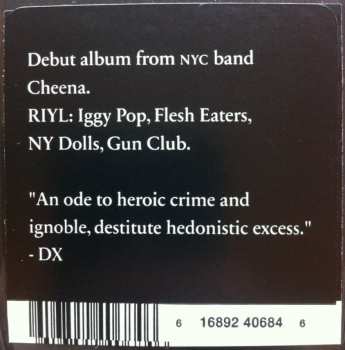 Debut album from NYC band
Cheena.
RIYL: Iggy Pop, Flesh Eaters,
NY Dolls, Gun Club.
"An ode to heroic crime and
ignoble, destitute hedonistic excess."
- DX
6 16892 40684 6